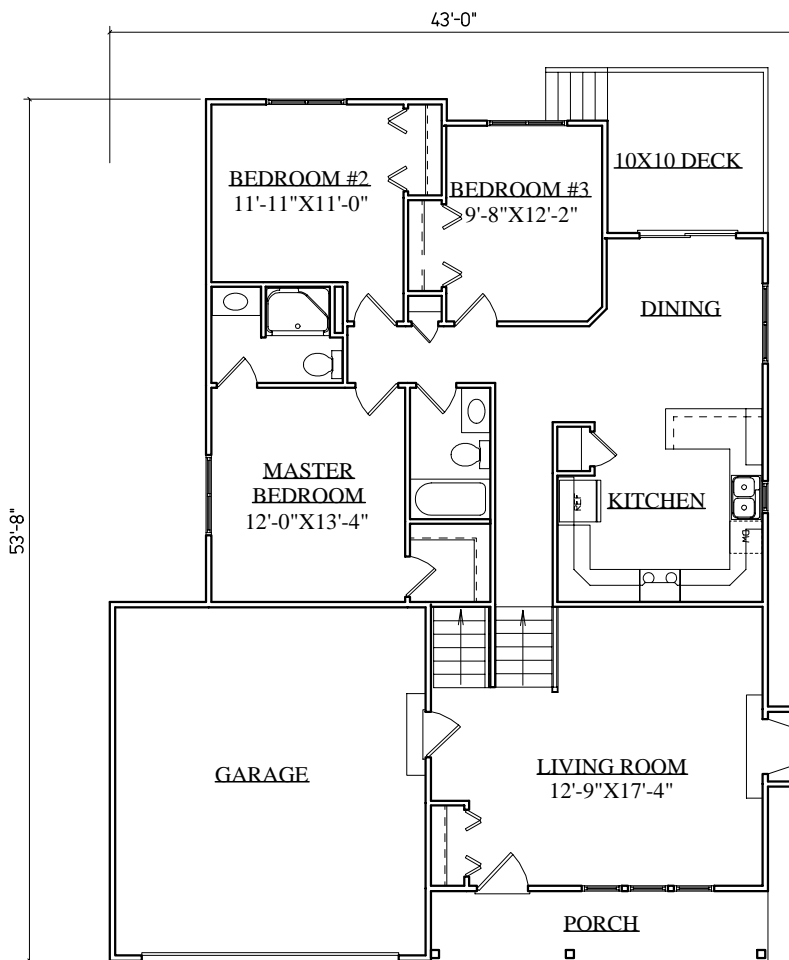 43'-0"
10X10 DECK
BEDROOM #2
11'-11"X11'-0"
BEDROOM #3
9'-8"X12'-2"
DINING
MASTER
BEDROOM
12'-0"X13'-4"
REF
KITCHEN
MG
53'-8"
GARAGE
LIVING ROOM
12'-9"X17'-4"
PORCH